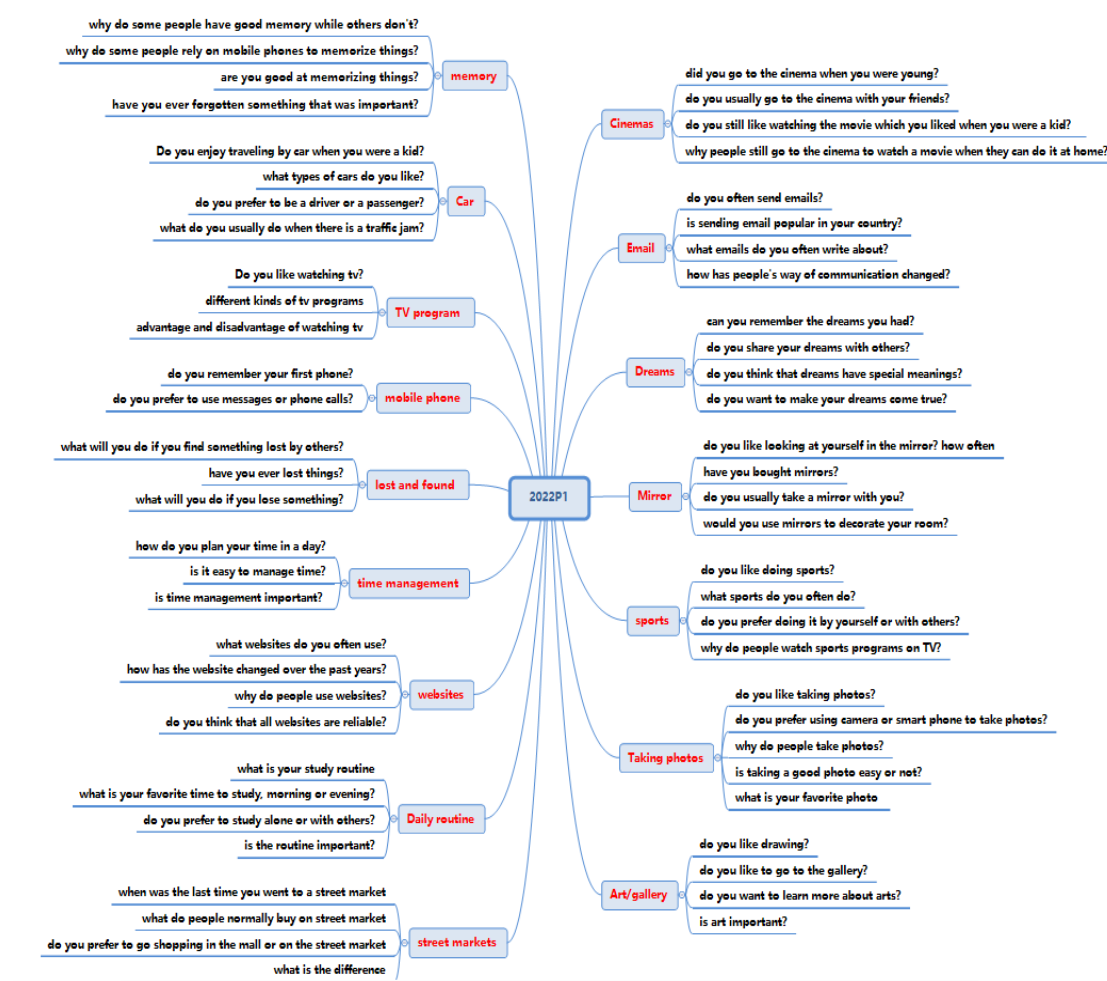 2022P1
memory
why do some people have good memory while others don't?
why do some people rely on mobile phones to memorize things?
are you good at memorizing things?
have you ever forgotten something that was important?
Car
Do you enjoy traveling by car when you were a kid?
what types of cars do you like?
do you prefer to be a driver or a passenger?
what do you usually do when there is a traffic jam?
TV program
Do you like watching tv?
different kinds of tv programs
advantage and disadvantage of watching tv
mobile phone
do you remember your first phone?
do you prefer to use messages or phone calls?
lost and found
what will you do if you find something lost by others?
have you ever lost things?
what will you do if you lose something?
time management
how do you plan your time in a day?
is it easy to manage time?
is time management important?
websites
what websites do you often use?
how has the website changed over the past years?
why do people use websites?
do you think that all websites are reliable?
Daily routine
what is your study routine
what is your favorite time to study, morning or evening?
do you prefer to study alone or with others?
is the routine important?
street markets
when was the last time you went to a street market
what do people normally buy on street market
do you prefer to go shopping in the mall or on the street market
what is the difference
Cinemas
did you go to the cinema when you were young?
do you usually go to the cinema with your friends?
do you still like watching the movie which you liked when you were a kid?
why people still go to the cinema to watch a movie when they can do it at home?
Email
do you often send emails?
is sending email popular in your country?
what emails do you often write about?
how has people's way of communication changed?
Dreams
can you remember the dreams you had?
do you share your dreams with others?
do you think that dreams have special meanings?
do you want to make your dreams come true?
Mirror
do you like looking at yourself in the mirror? how often
have you bought mirrors?
do you usually take a mirror with you?
would you use mirrors to decorate your room?
sports
do you like doing sports?
what sports do you often do?
do you prefer doing it by yourself or with others?
why do people watch sports programs on TV?
Taking photos
do you like taking photos?
do you prefer using camera or smart phone to take photos?
why do people take photos?
is taking a good photo easy or not?
what is your favorite photo
Art/gallery
do you like drawing?
do you like to go to the gallery?
do you want to learn more about arts?
is art important?